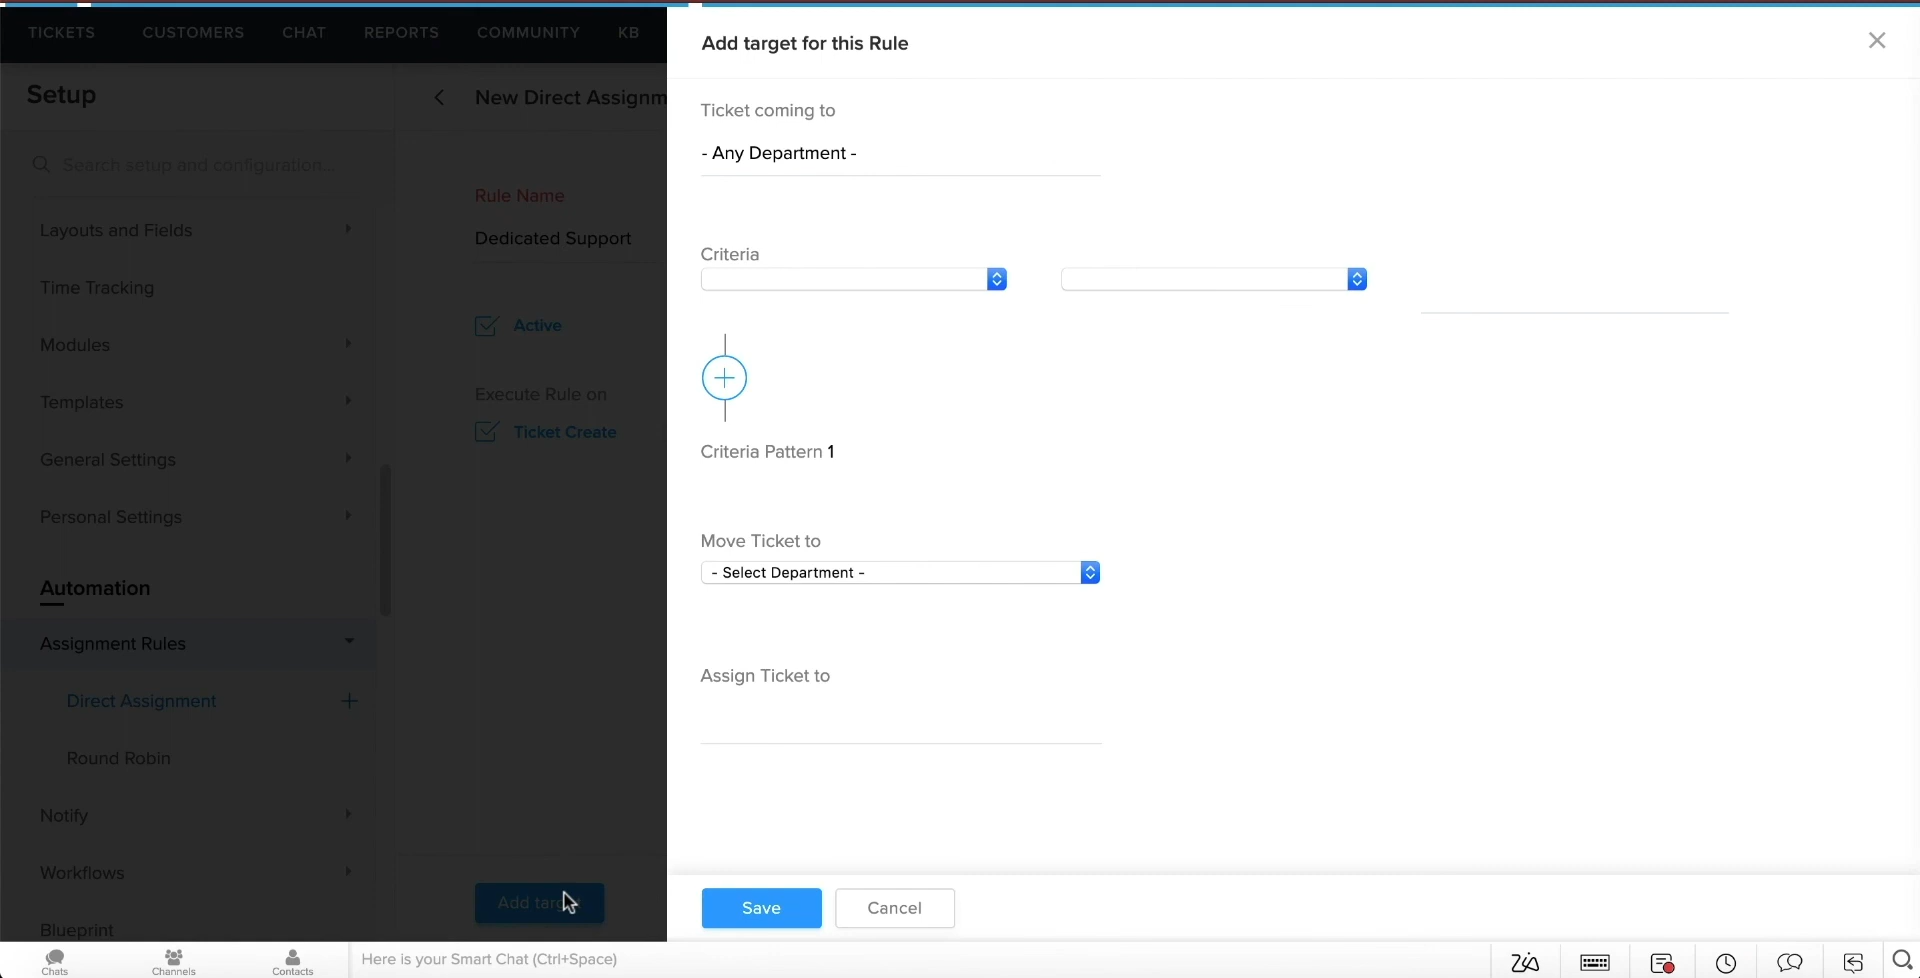 TICKETS CUSTOMERS CHAT REPORTS COMMUNITY KB
Setup
Search setup and configuration...
Layouts and Fields
Time Tracking
Modules
Templates
General Settings
Personal Settings
Automation
Assignment Rules
Direct Assignment
Round Robin
Notify
Workflows
Blueprint
New Direct Assignm
Rule Name
Dedicated Support
Active
Execute Rule on
Ticket Create
Add targ
Add target for this Rule
Ticket coming to
- Any Department -
Criteria
Criteria Pattern 1
Move Ticket to
- Select Department -
Assign Ticket to
Save Cancel
Chats Channels Contacts
Here is your Smart Chat (Ctrl+Space)